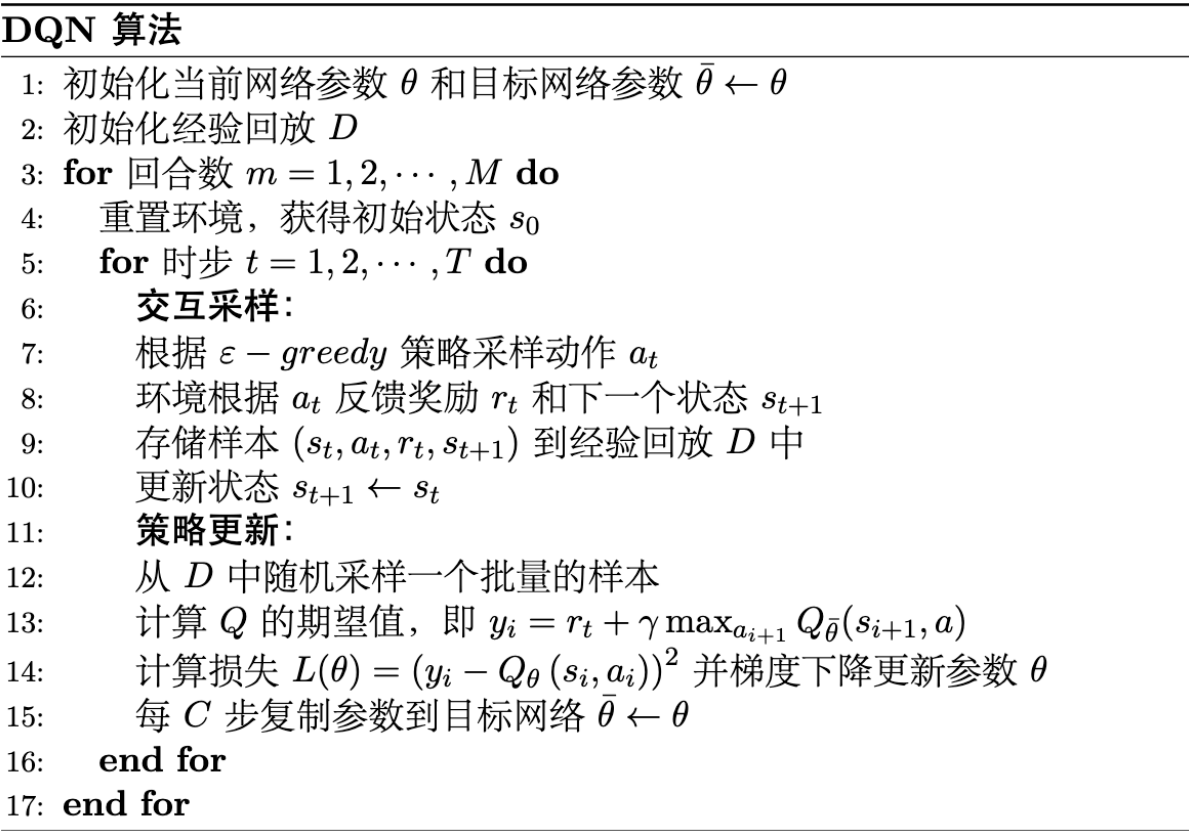 DQN 算法
1: 初始化当前网络参数 θ 和目标网络参数 θ̄ ← θ
2: 初始化经验回放 D
3: for 回合数 m = 1, 2, ⋯ , M do
4: 重置环境，获得初始状态 s₀
5: for 时步 t = 1, 2, ⋯ , T do
6: 交互采样：
7: 根据 ε − greedy 策略采样动作 aₜ
8: 环境根据 aₜ 反馈奖励 rₜ 和下一个状态 sₜ₊₁
9: 存储样本 (sₜ, aₜ, rₜ, sₜ₊₁) 到经验回放 D 中
10: 更新状态 sₜ₊₁ ← sₜ
11: 策略更新：
12: 从 D 中随机采样一个批量的样本
13: 计算 Q 的期望值，即 yᵢ = rₜ + γ max_{aᵢ₊₁} Q_{θ̄}(sᵢ₊₁, a)
14: 计算损失 L(θ) = (yᵢ − Q_θ (sᵢ, aᵢ))² 并梯度下降更新参数 θ
15: 每 C 步复制参数到目标网络 θ̄ ← θ
16: end for
17: end for